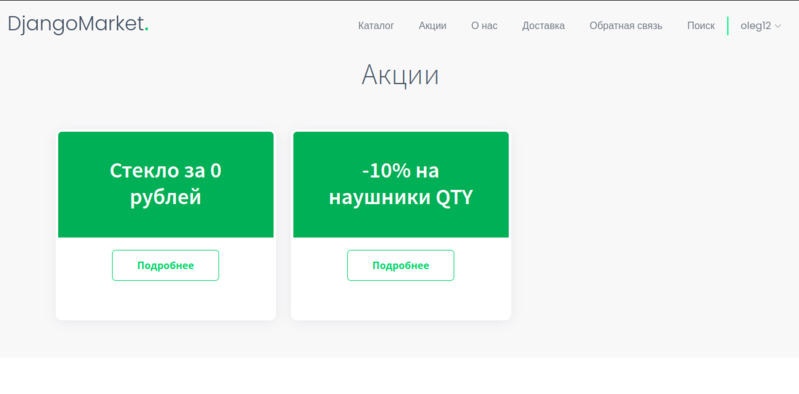 DjangoMarket.
Каталог Акции О нас Доставка Обратная связь Поиск oleg12
Акции
Стекло за 0
рублей
Подробнее
-10% на
наушники QTY
Подробнее